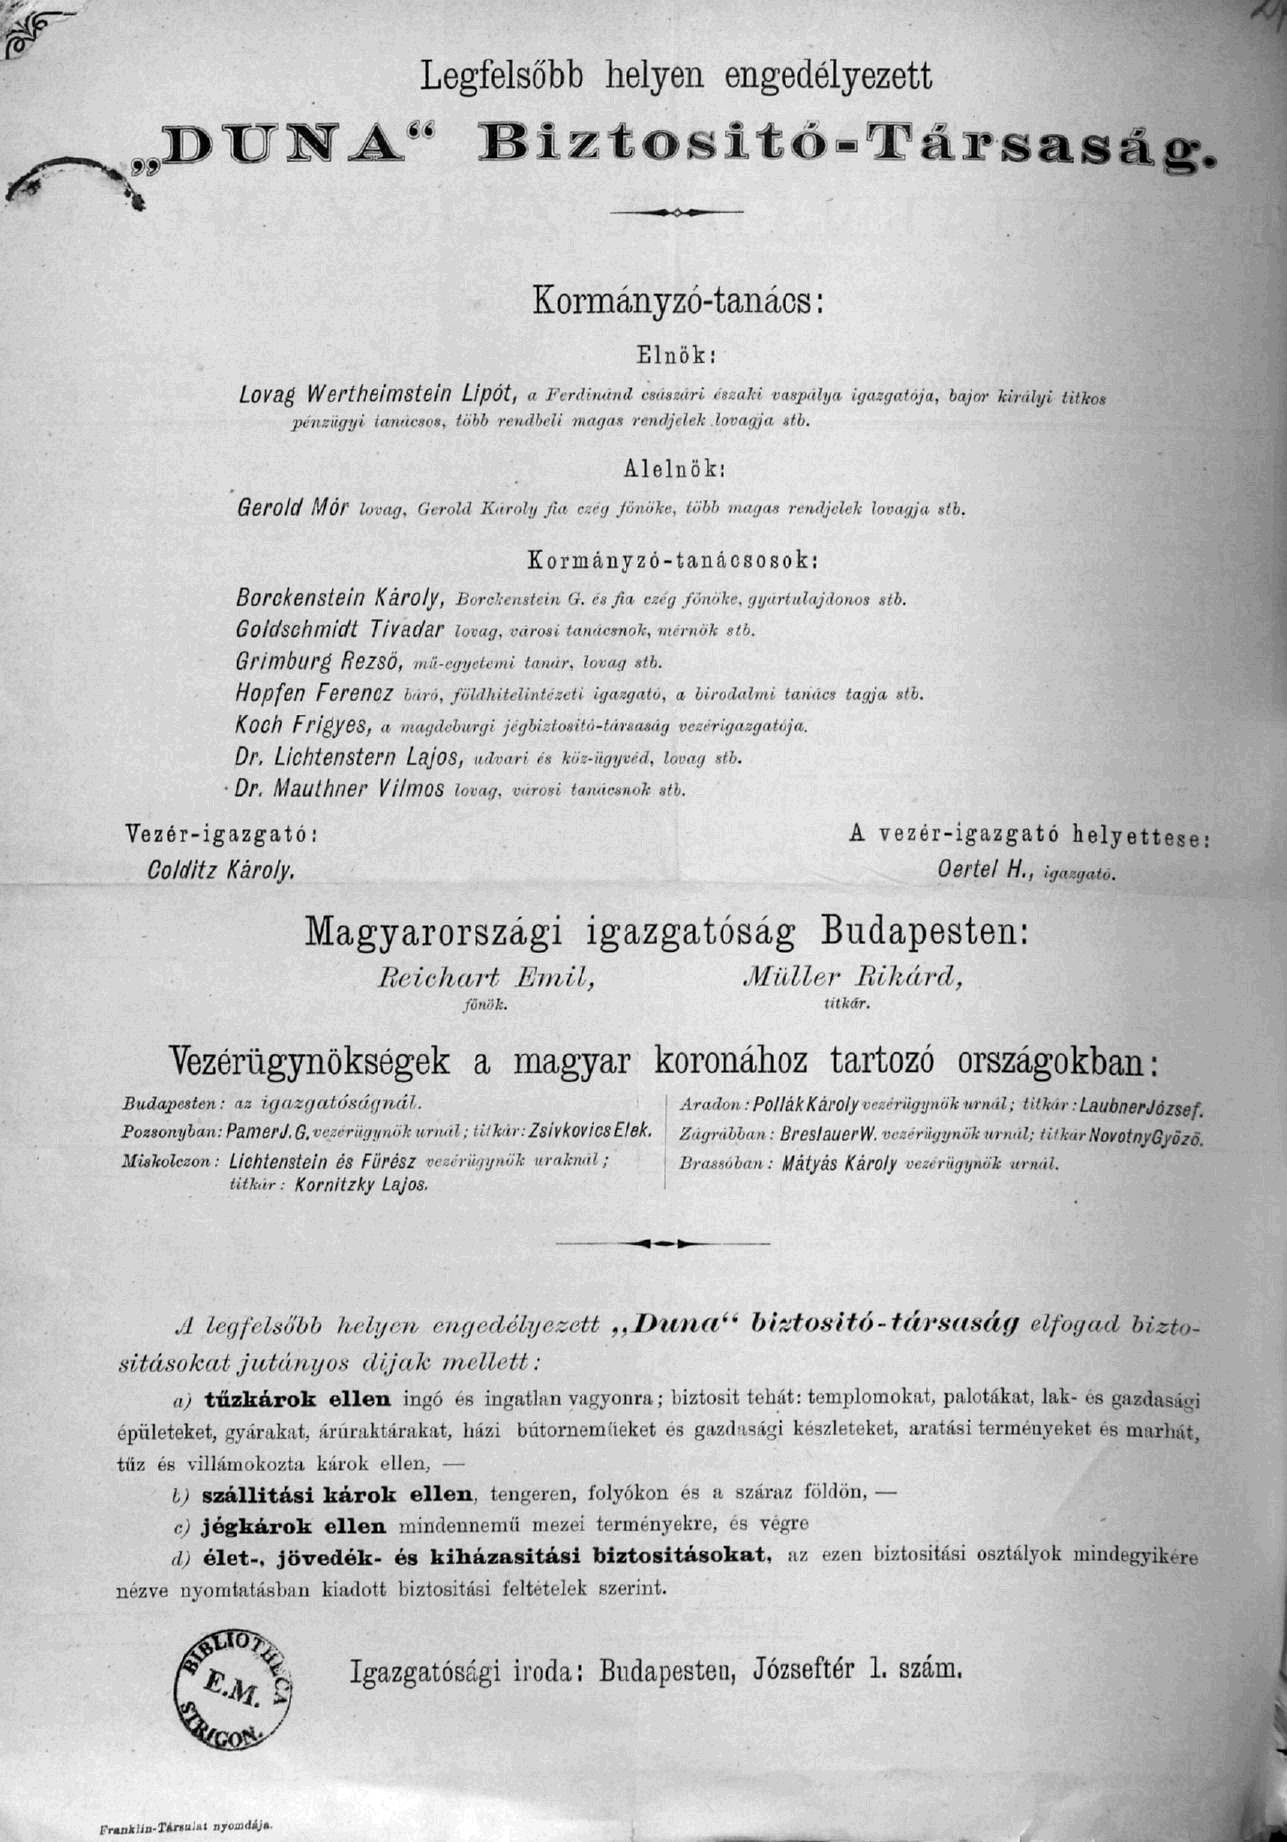 Legfelsőbb helyen engedélyezett
„DUNA“ Biztositó-Társaság.
Kormányzó-tanács:
Elnök:
Lovag Wertheimstein Lipót, a Ferdinánd császári északi vaspálya igazgatója, bajor királyi titkos
pénzügyi tanácsos, több rendbeli magas rendjelek lovagja stb.
Alelnök:
Gerold Mór lovag, Gerold Károly fia czég főnöke, több magas rendjelek lovagja stb.
Kormányzó-tanácsosok:
Borckenstein Károly, Borckenstein G. és fia czég főnöke, gyártulajdonos stb.
Goldschmidt Tivadar lovag, városi tanácsnok, mérnök stb.
Grimburg Rezsö, mű-egyetemi tanár, lovag stb.
Hopfen Ferencz báró, földhitelintézeti igazgató, a birodalmi tanács tagja stb.
Koch Frigyes, a magdeburgi jégbiztositó-társaság vezérigazgatója.
Dr. Lichtenstern Lajos, udvari és köz-ügyvéd, lovag stb.
Dr. Mauthner Vilmos lovag, városi tanácsnok stb.
Vezér-igazgató:
Colditz Károly.
A vezér-igazgató helyettese:
Oertel H., igazgató.
Magyarországi igazgatóság Budapesten:
Reichart Emil, Müller Rikárd,
főnök. titkár.
Vezérügynökségek a magyar koronához tartozó országokban:
Budapesten: az igazgatóságnál.
Pozsonyban: Pamer J. G. vezérügynök urnál; titkár: Zsivkovics Elek.
Miskolczon: Lichtenstein és Fürész vezérügynök uraknál;
titkár: Kornitzky Lajos.
Aradon: Pollák Károly vezérügynök urnál; titkár: Laubner József.
Zágrábban: Breslauer W. vezérügynök urnál; titkár Novotny Gyözö.
Brassóban: Mátyás Károly vezérügynök urnál.
A legfelsőbb helyen engedélyezett „Duna“ biztositó-társaság elfogad bizto-
sitásokat jutányos dijak mellett:
a) tűzkárok ellen ingó és ingatlan vagyonra; biztosit tehát: templomokat, palotákat, lak- és gazdasági
épületeket, gyárakat, árúraktárakat, házi bútorneműeket és gazdasági készleteket, aratási terményeket és marhát,
tűz és villámokozta károk ellen, —
b) szállitási károk ellen, tengeren, folyókon és a száraz földön, —
c) jégkárok ellen mindennemű mezei terményekre, és végre
d) élet-, jövedék- és kiházasitási biztositásokat, az ezen biztositási osztályok mindegyikére
nézve nyomtatásban kiadott biztositási feltételek szerint.
BIBLIOTHECA
E.M.
STRIGON.
Igazgatósági iroda: Budapesten, Józseftér 1. szám.
Franklin-Társulat nyomdája.